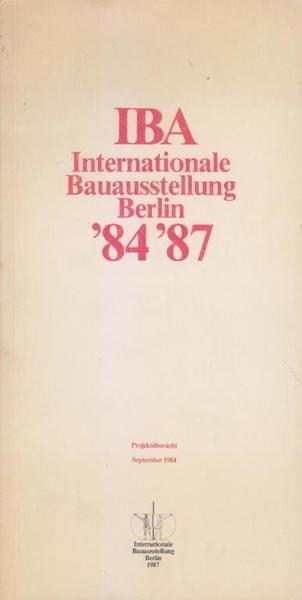 IBA
Internationale
Bauausstellung
Berlin
'84 '87
Projektübersicht
September 1984
Internationale
Bauausstellung
Berlin
1987